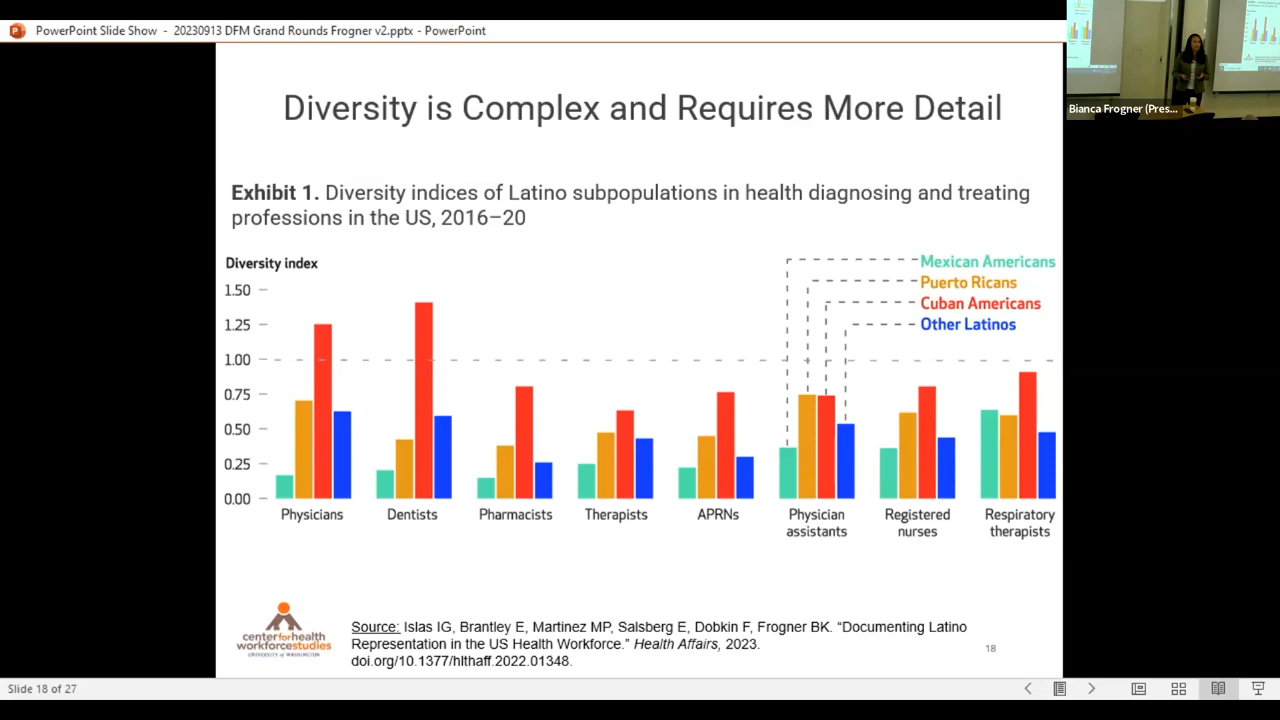 PowerPoint Slide Show - 20230913 DFM Grand Rounds Frogner v2.pptx - PowerPoint
Bianca Frogner (Pres...
Diversity is Complex and Requires More Detail
Exhibit 1. Diversity indices of Latino subpopulations in health diagnosing and treating
professions in the US, 2016–20
Diversity index
Mexican Americans
Puerto Ricans
Cuban Americans
Other Latinos
1.50
1.25
1.00
0.75
0.50
0.25
0.00
Physicians
Dentists
Pharmacists
Therapists
APRNs
Physician
assistants
Registered
nurses
Respiratory
therapists
centerforhealth
workforcestudies
UNIVERSITY OF WASHINGTON
Source: Islas IG, Brantley E, Martinez MP, Salsberg E, Dobkin F, Frogner BK. “Documenting Latino
Representation in the US Health Workforce.” Health Affairs, 2023.
doi.org/10.1377/hlthaff.2022.01348.
18
Slide 18 of 27